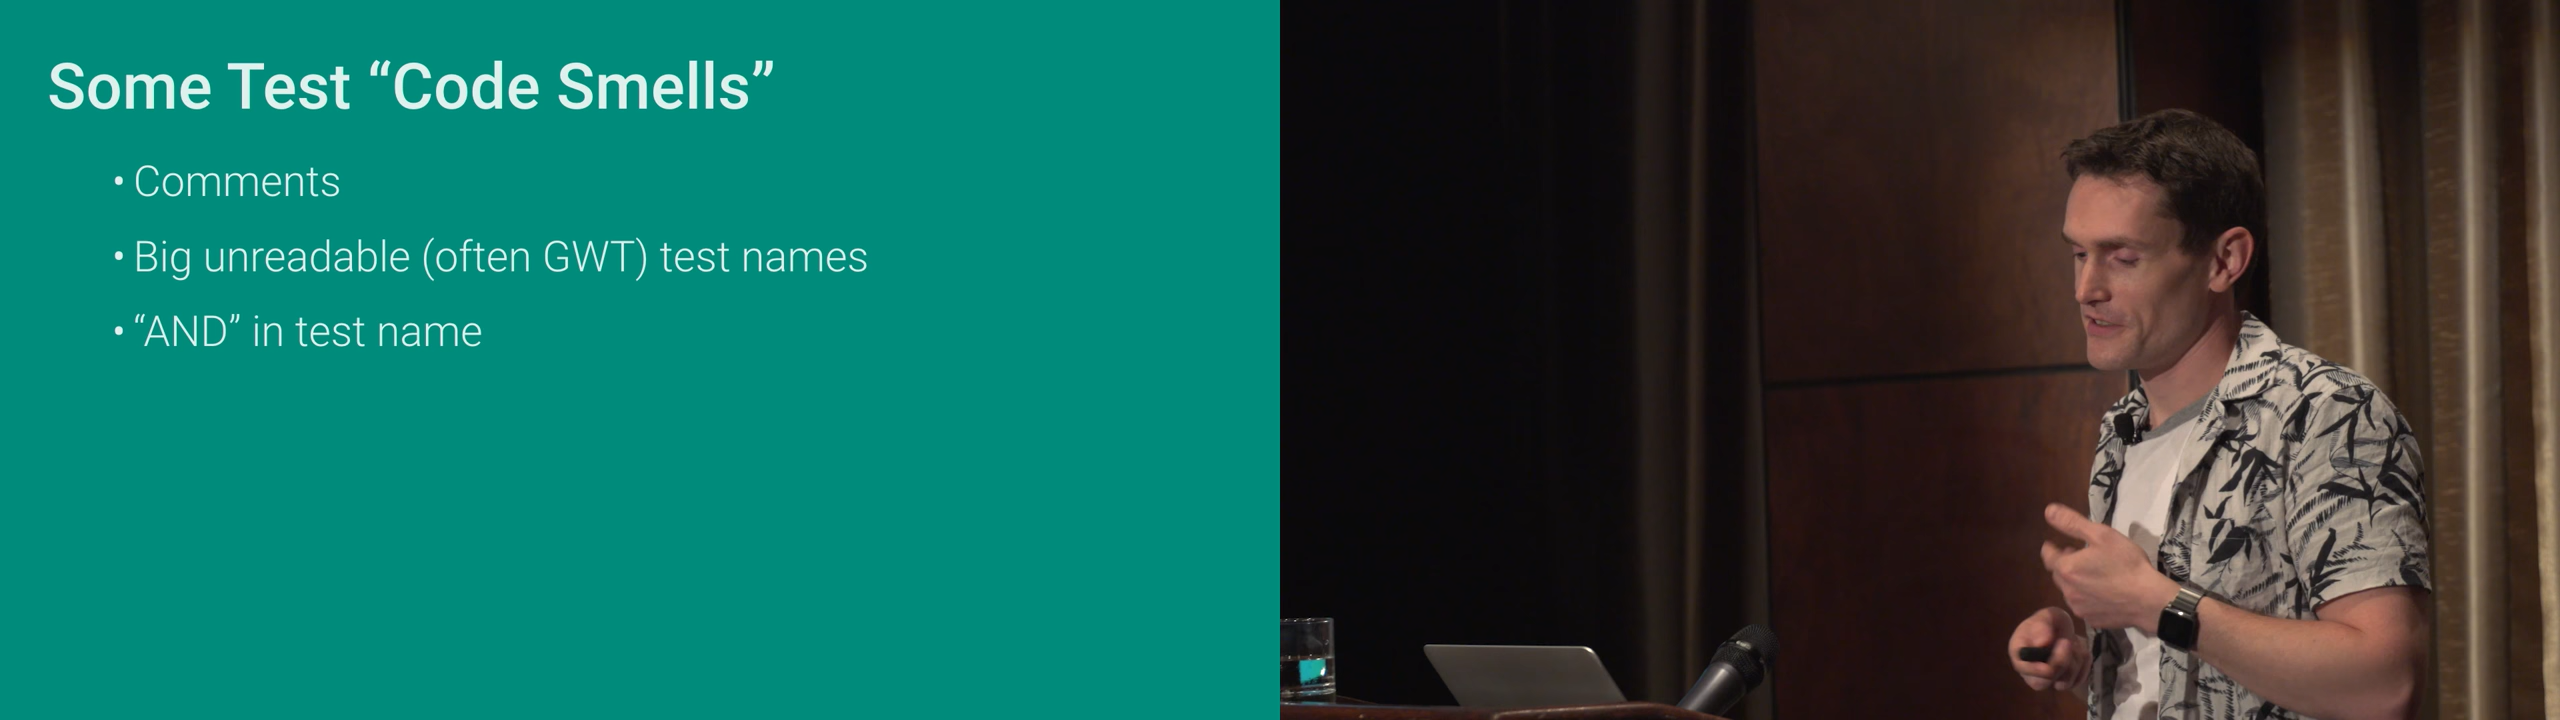 Some Test “Code Smells”
• Comments
• Big unreadable (often GWT) test names
• “AND” in test name